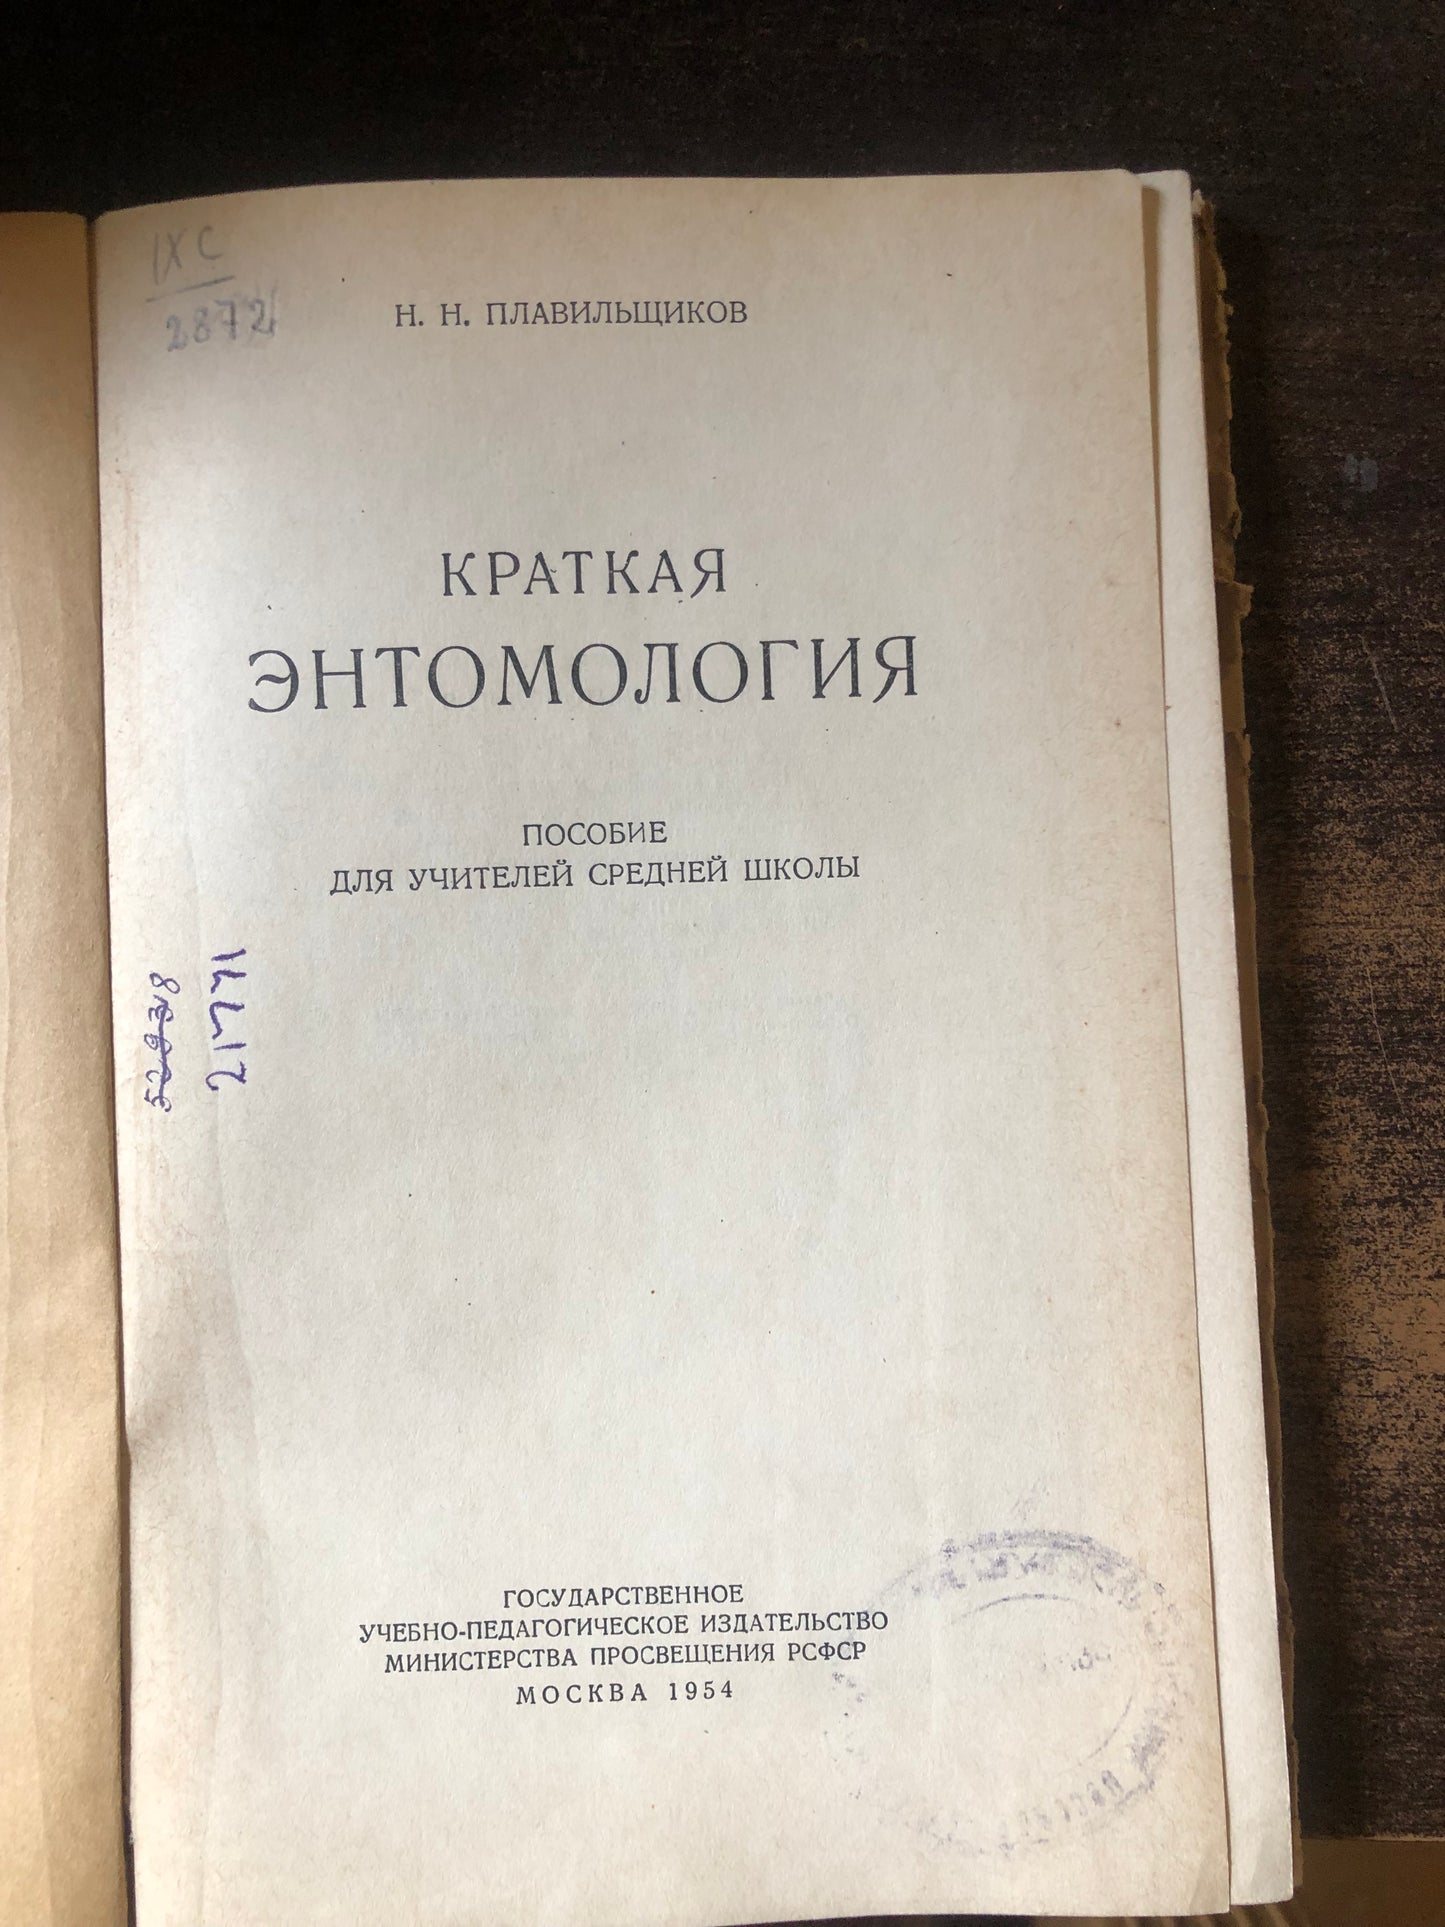 IXC
2872
Н. Н. ПЛАВИЛЬЩИКОВ
КРАТКАЯ
ЭНТОМОЛОГИЯ
ПОСОБИЕ
ДЛЯ УЧИТЕЛЕЙ СРЕДНЕЙ ШКОЛЫ
ГОСУДАРСТВЕННОЕ
УЧЕБНО-ПЕДАГОГИЧЕСКОЕ ИЗДАТЕЛЬСТВО
МИНИСТЕРСТВА ПРОСВЕЩЕНИЯ РСФСР
МОСКВА 1954